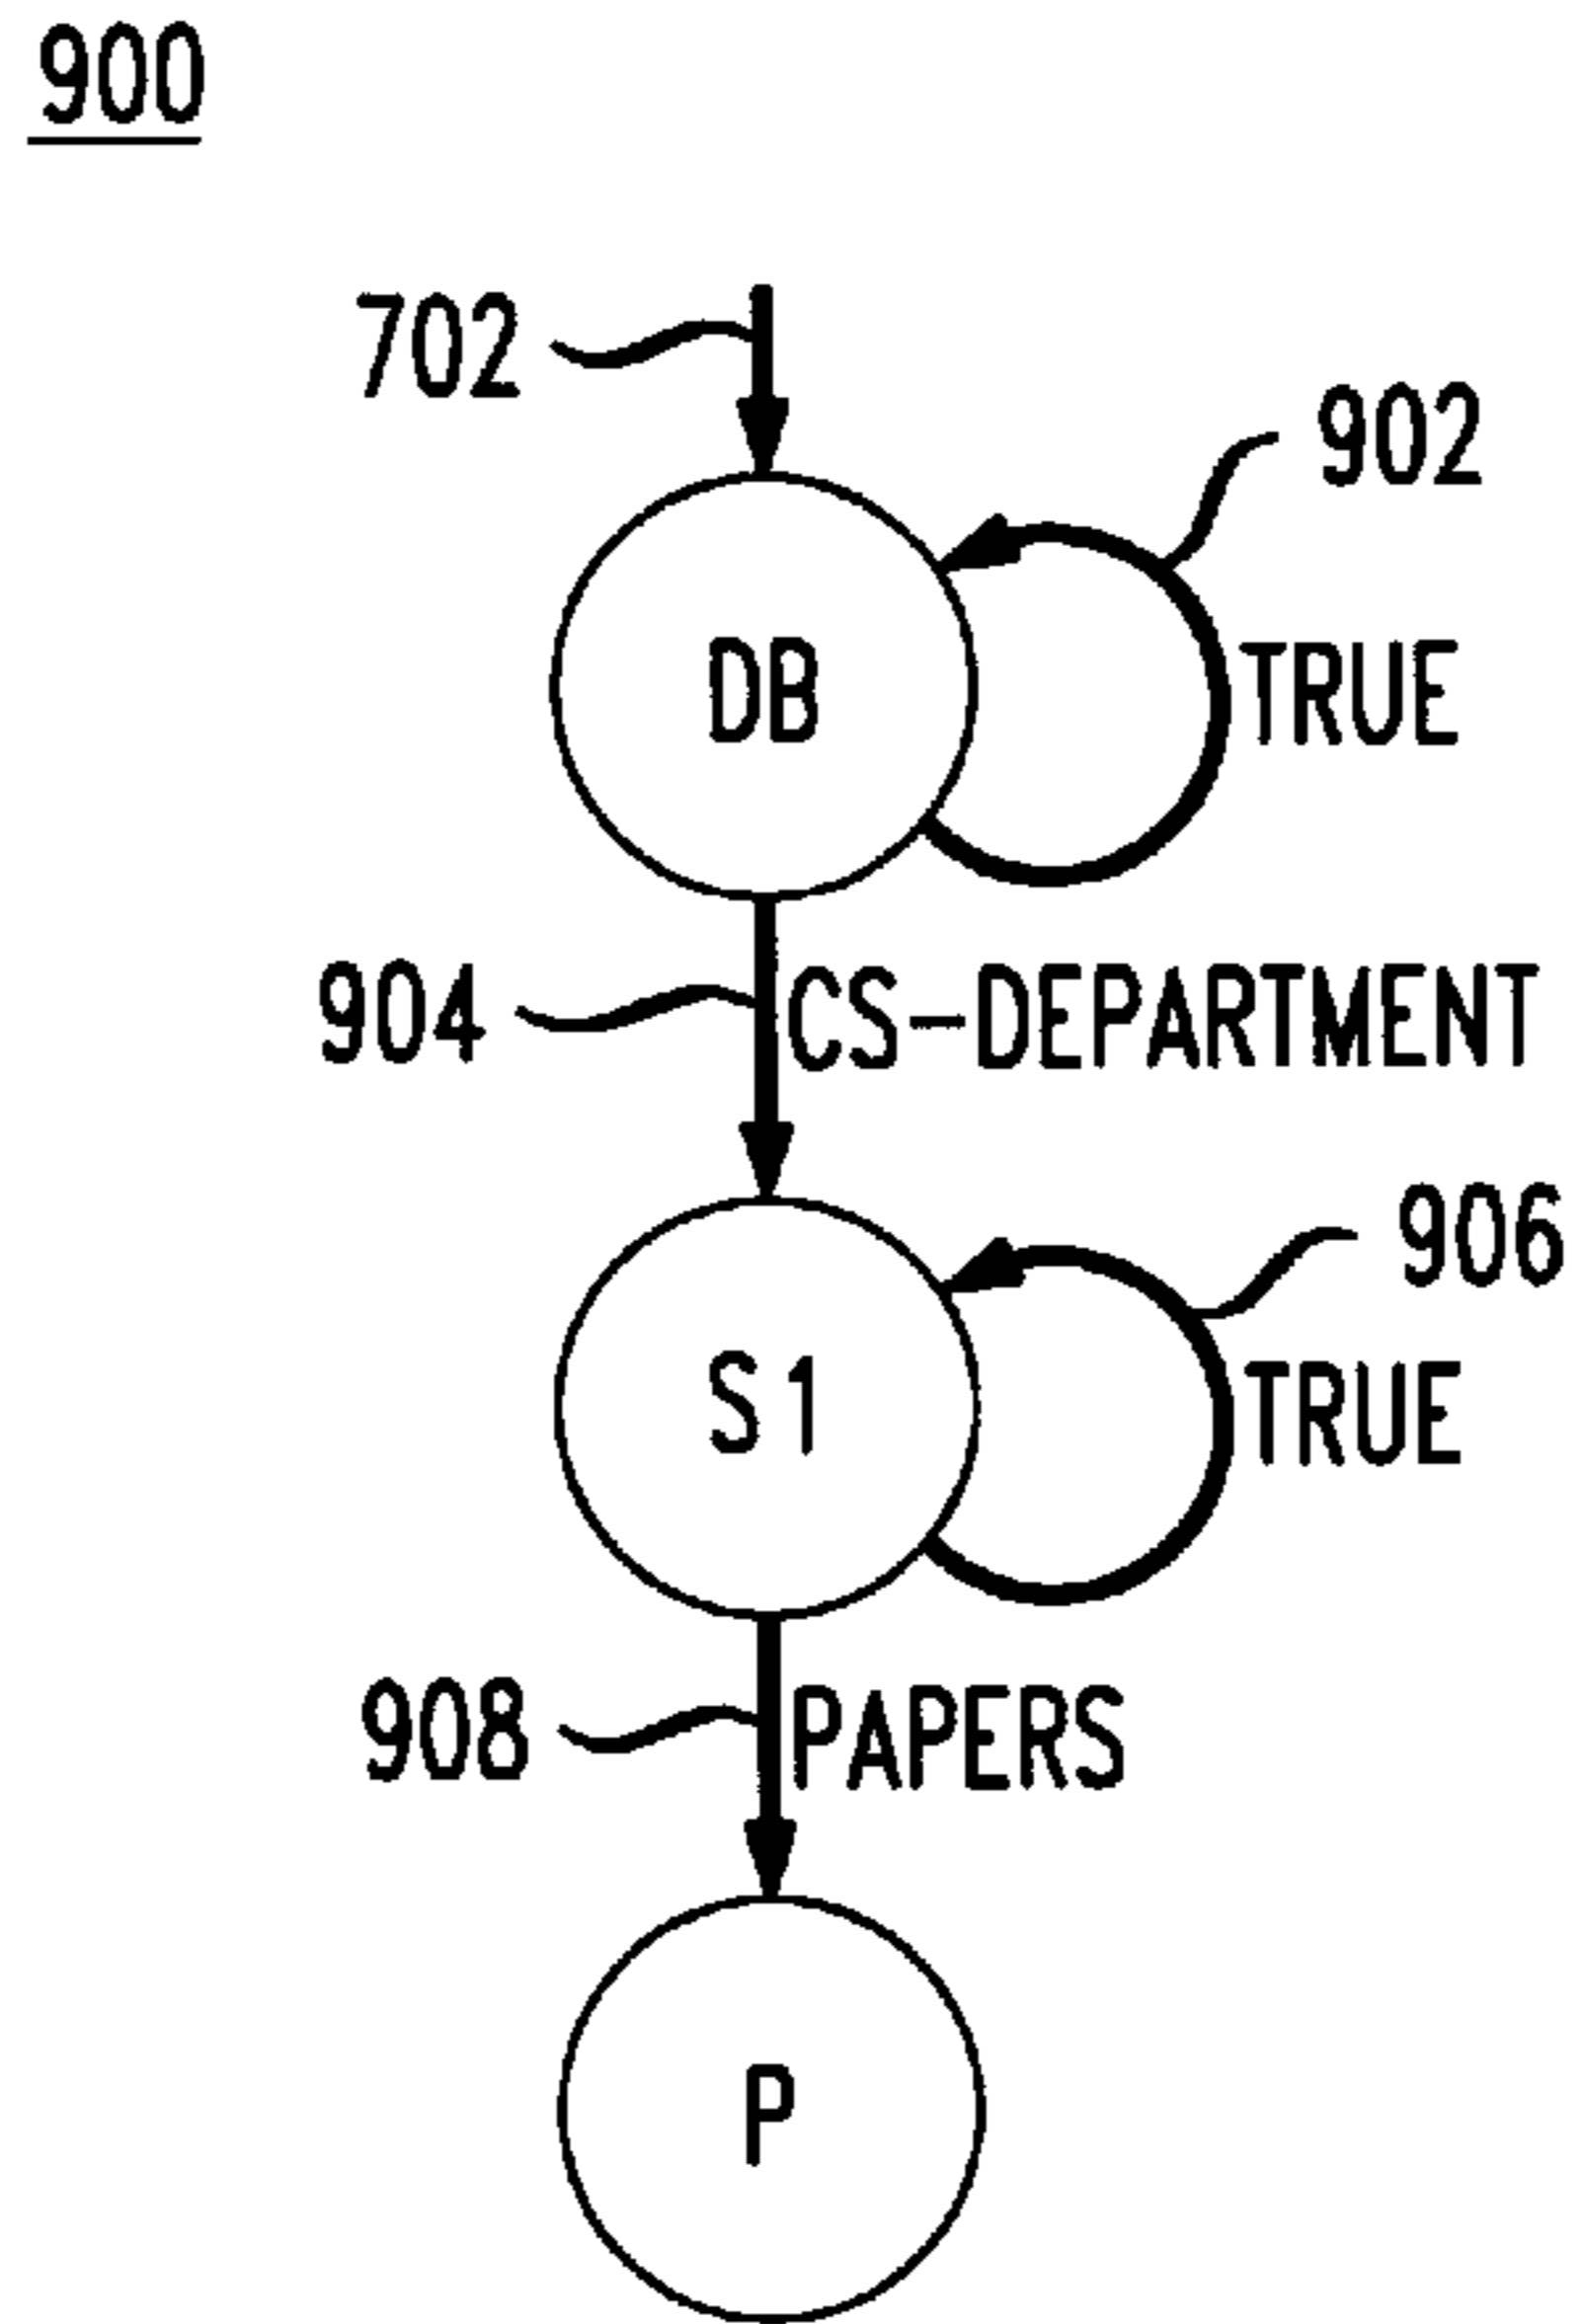 900
702
902
DB
TRUE
904
CS-DEPARTMENT
906
S1
TRUE
908
PAPERS
P